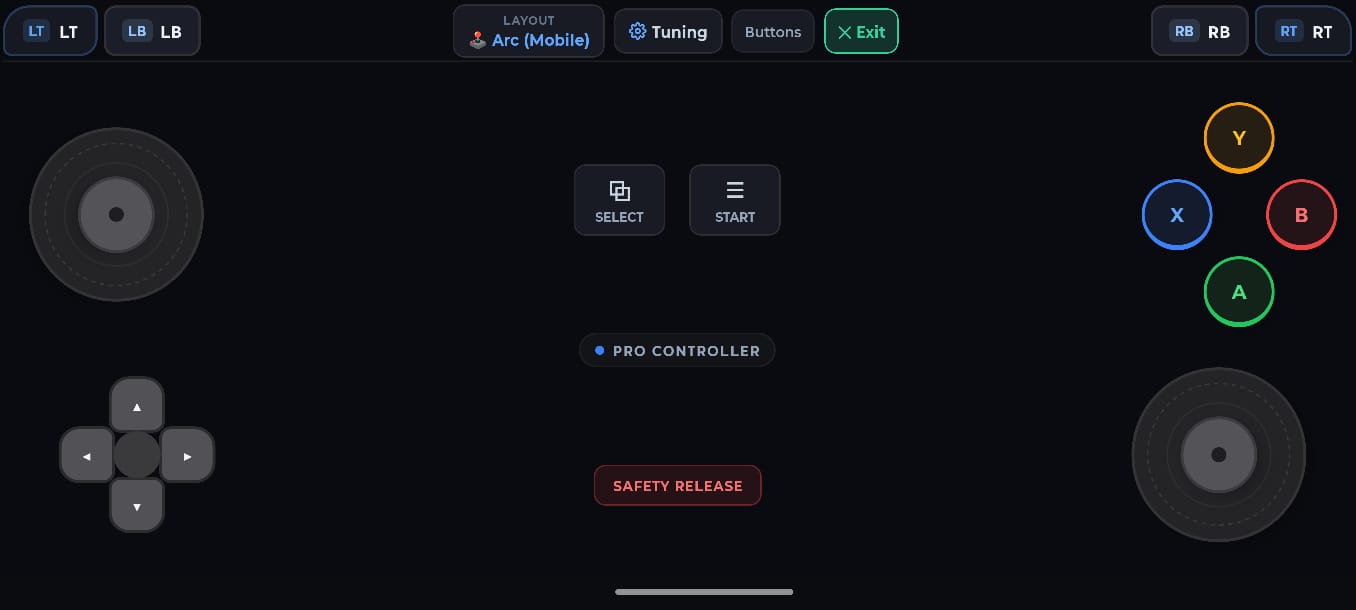 LT LT
LB LB
LAYOUT
Arc (Mobile)
Tuning
Buttons
Exit
RB RB
RT RT
Y
X
B
A
SELECT
START
PRO CONTROLLER
SAFETY RELEASE